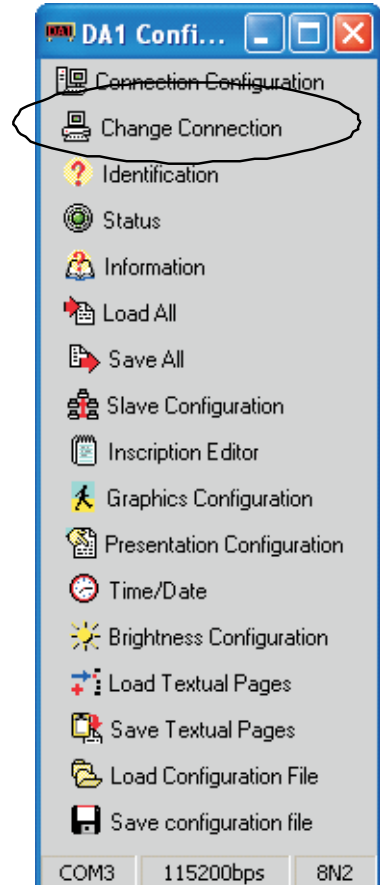 DA1 DA1 Confi...
Connection Configuration
Change Connection
Identification
Status
Information
Load All
Save All
Slave Configuration
Inscription Editor
Graphics Configuration
Presentation Configuration
Time/Date
Brightness Configuration
Load Textual Pages
Save Textual Pages
Load Configuration File
Save configuration file
COM3 115200bps 8N2